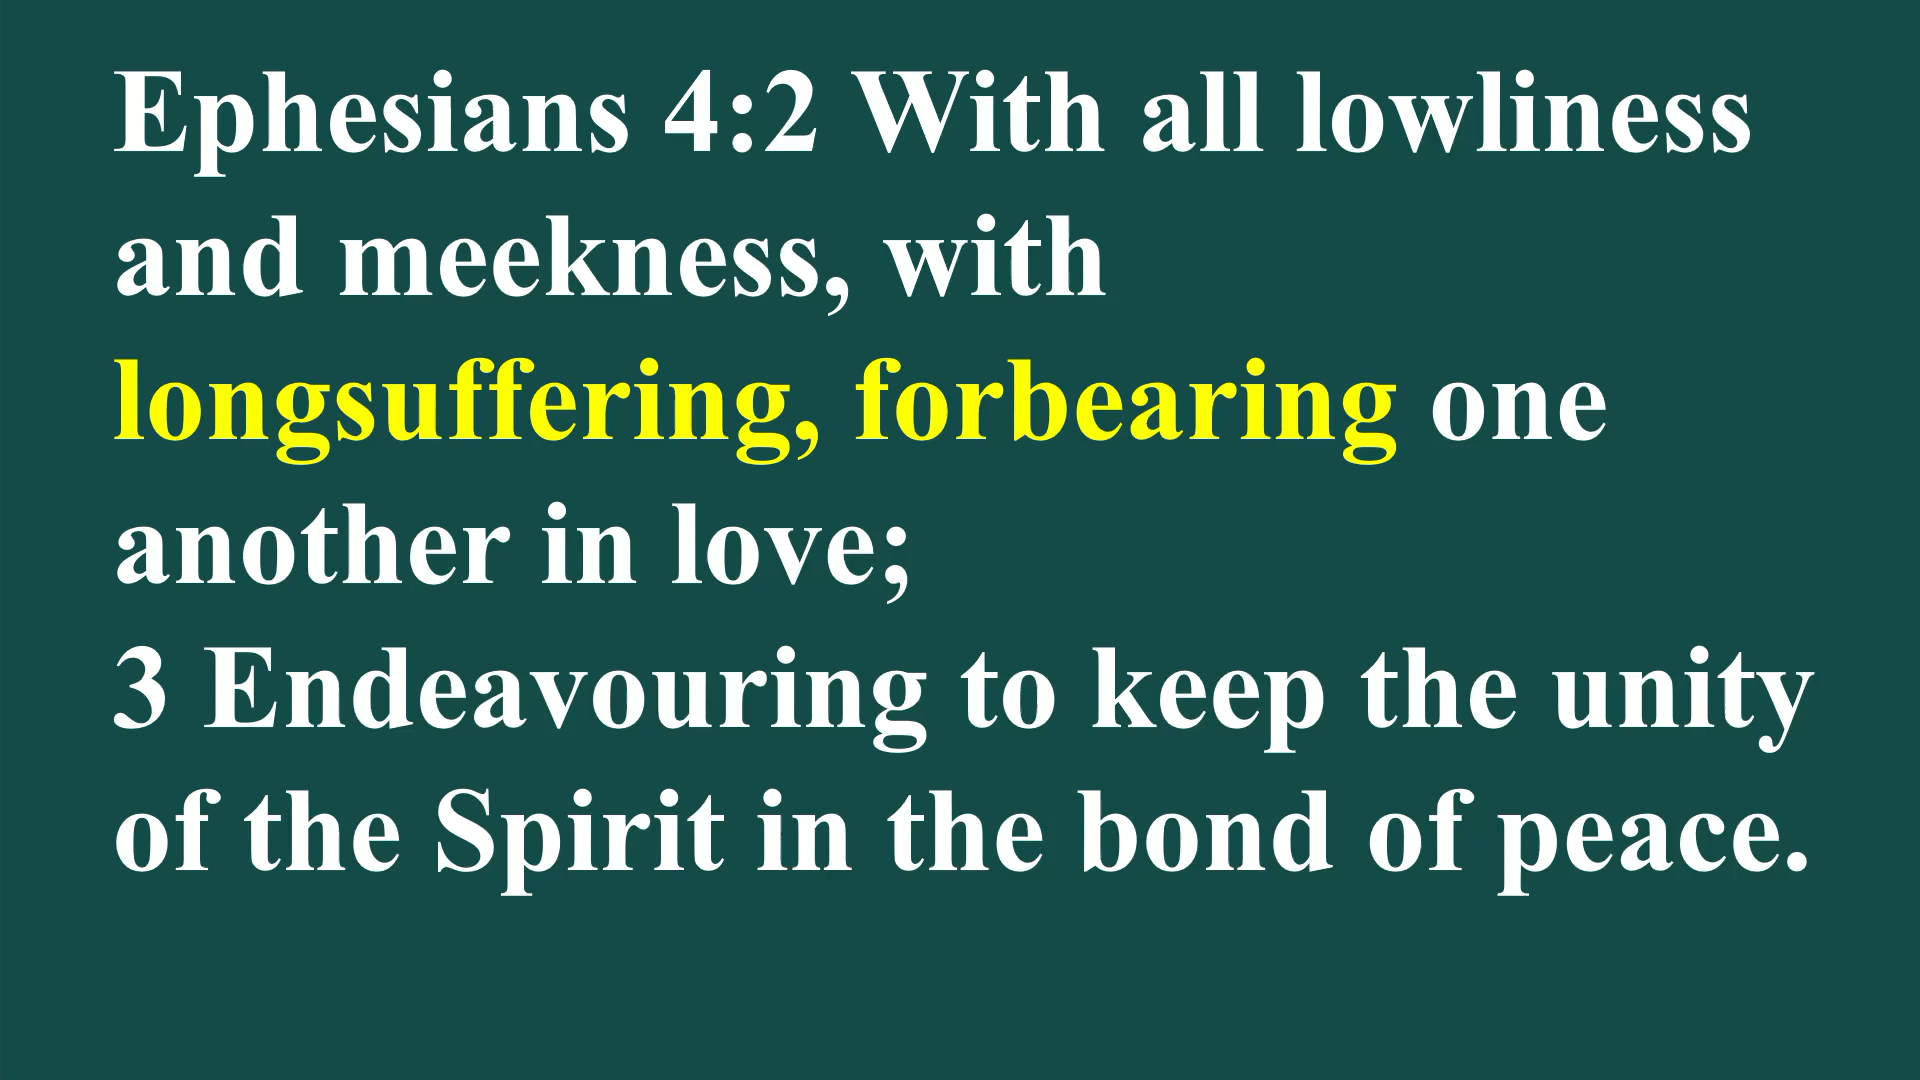 Ephesians 4:2 With all lowliness
and meekness, with
longsuffering, forbearing one
another in love;
3 Endeavouring to keep the unity
of the Spirit in the bond of peace.